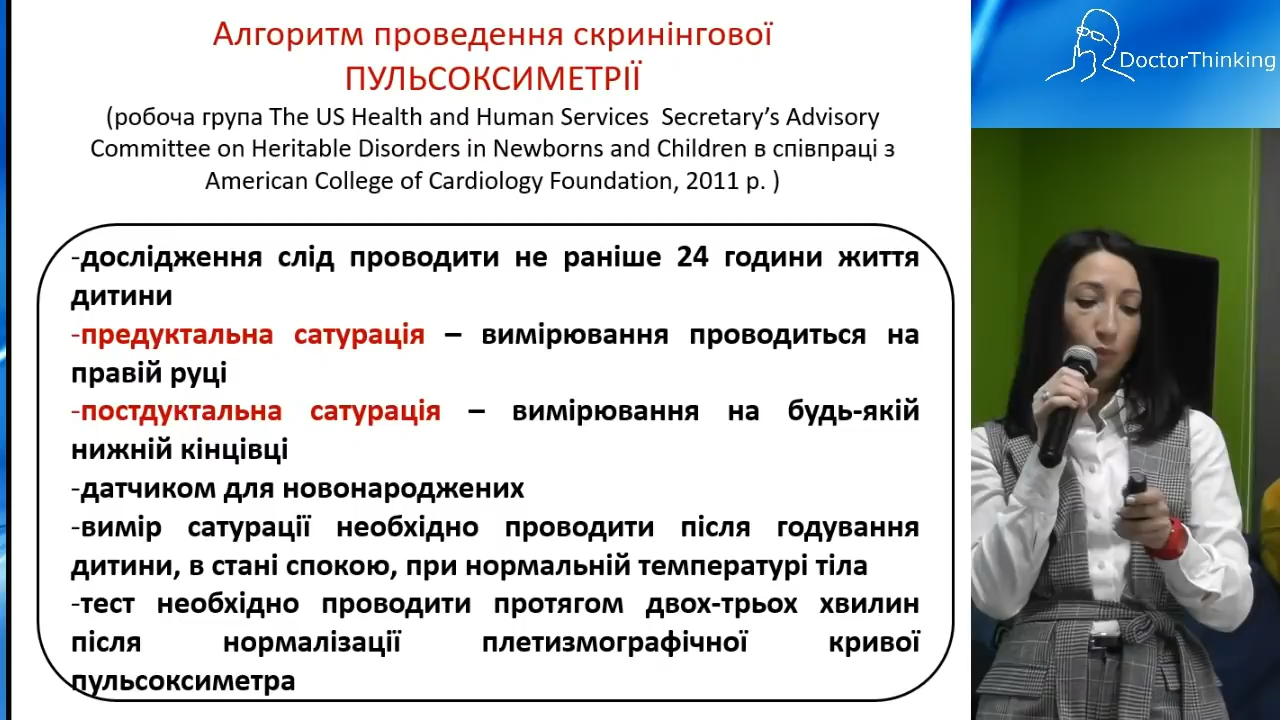 Алгоритм проведення скринінгової
ПУЛЬСОКСИМЕТРІЇ
(робоча група The US Health and Human Services Secretary’s Advisory
Committee on Heritable Disorders in Newborns and Children в співпраці з
American College of Cardiology Foundation, 2011 р. )
-дослідження слід проводити не раніше 24 години життя
дитини
-предуктальна сатурація – вимірювання проводиться на
правій руці
-постдуктальна сатурація – вимірювання на будь-якій
нижній кінцівці
-датчиком для новонароджених
-вимір сатурації необхідно проводити після годування
дитини, в стані спокою, при нормальній температурі тіла
-тест необхідно проводити протягом двох-трьох хвилин
після нормалізації плетизмографічної кривої
пульсоксиметра
DoctorThinking